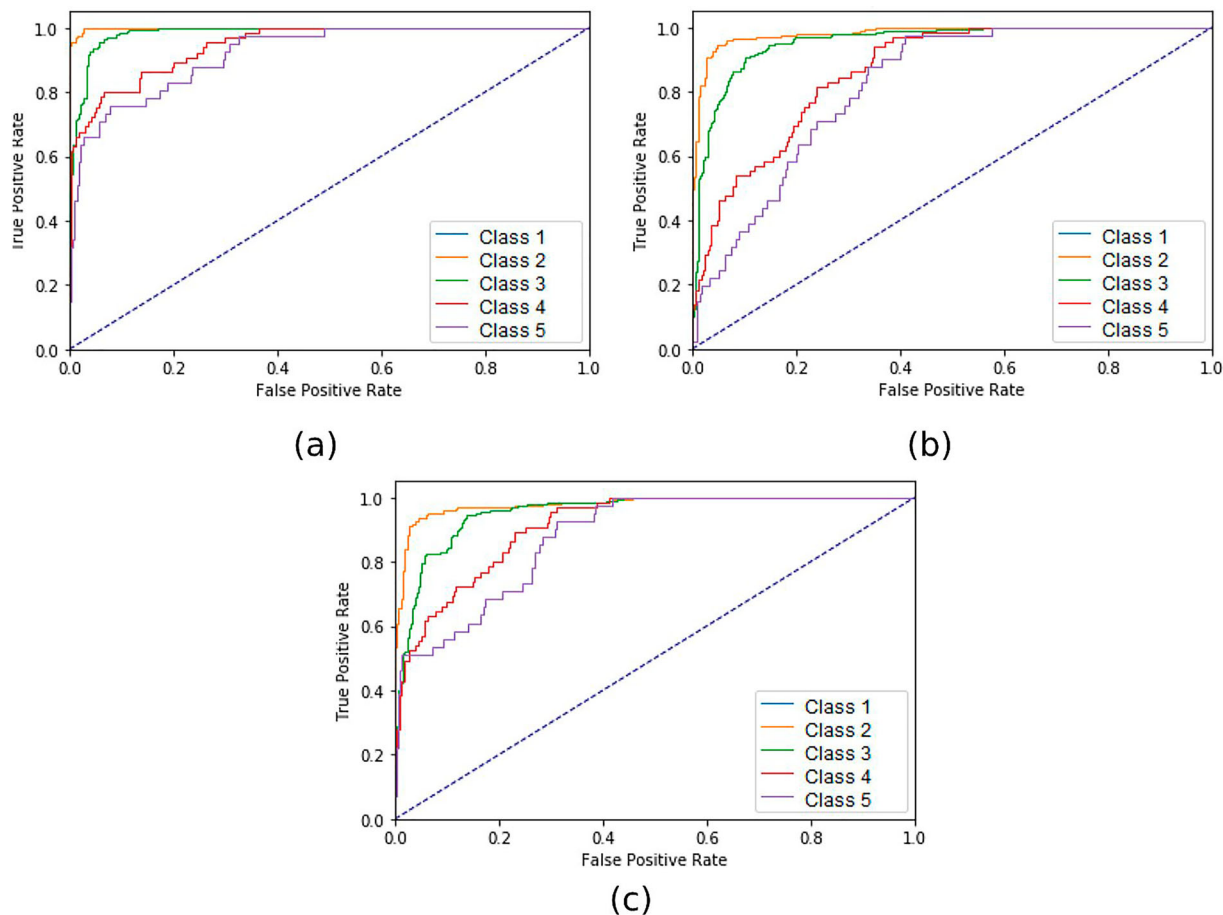 1.0
0.8
0.6
0.4
0.2
0.0
True Positive Rate
0.0 0.2 0.4 0.6 0.8 1.0
False Positive Rate
Class 1
Class 2
Class 3
Class 4
Class 5
(a)
1.0
0.8
0.6
0.4
0.2
0.0
True Positive Rate
0.0 0.2 0.4 0.6 0.8 1.0
False Positive Rate
Class 1
Class 2
Class 3
Class 4
Class 5
(b)
1.0
0.8
0.6
0.4
0.2
0.0
True Positive Rate
0.0 0.2 0.4 0.6 0.8 1.0
False Positive Rate
Class 1
Class 2
Class 3
Class 4
Class 5
(c)